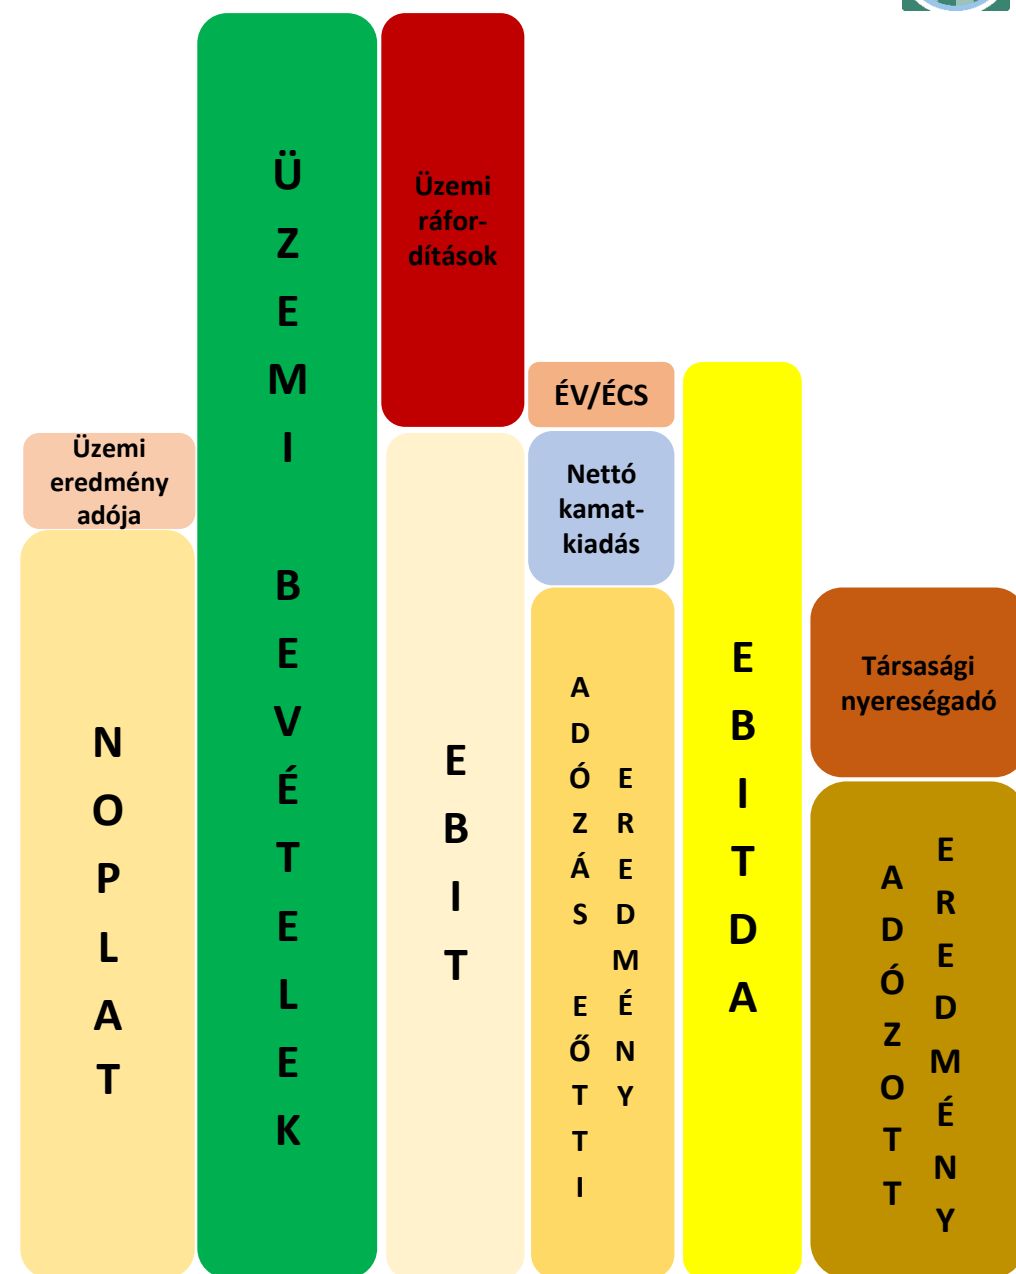 Üzemi
eredmény
adója
NOPLAT
ÜZEMI BEVÉTELEK
Üzemi
ráfor-
dítások
EBIT
ÉV/ÉCS
Nettó
kamat-
kiadás
ADÓZÁS EŐTTI
EREDMÉNY
EBITDA
Társasági
nyereségadó
ADÓZOTT
EREDMÉNY